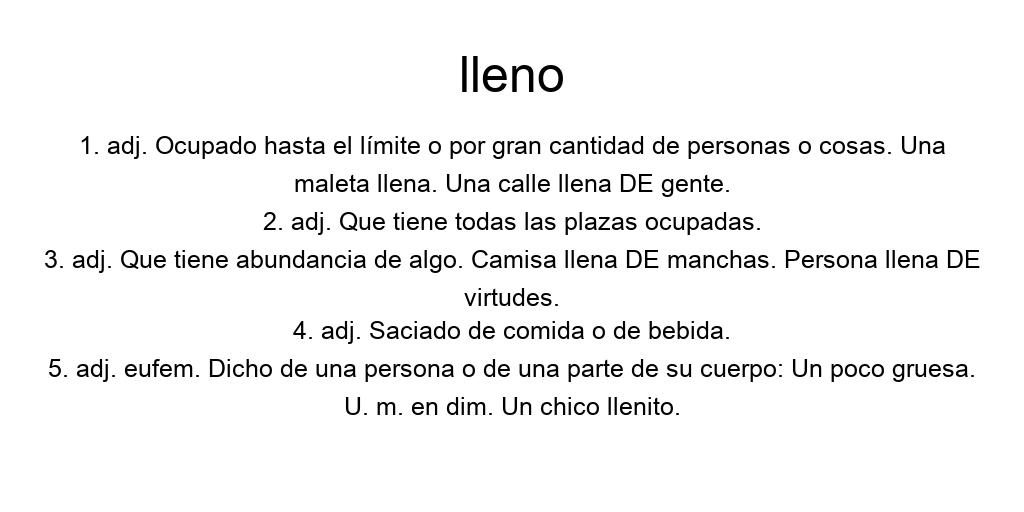 lleno
1. adj. Ocupado hasta el límite o por gran cantidad de personas o cosas. Una
maleta llena. Una calle llena DE gente.
2. adj. Que tiene todas las plazas ocupadas.
3. adj. Que tiene abundancia de algo. Camisa llena DE manchas. Persona llena DE
virtudes.
4. adj. Saciado de comida o de bebida.
5. adj. eufem. Dicho de una persona o de una parte de su cuerpo: Un poco gruesa.
U. m. en dim. Un chico llenito.